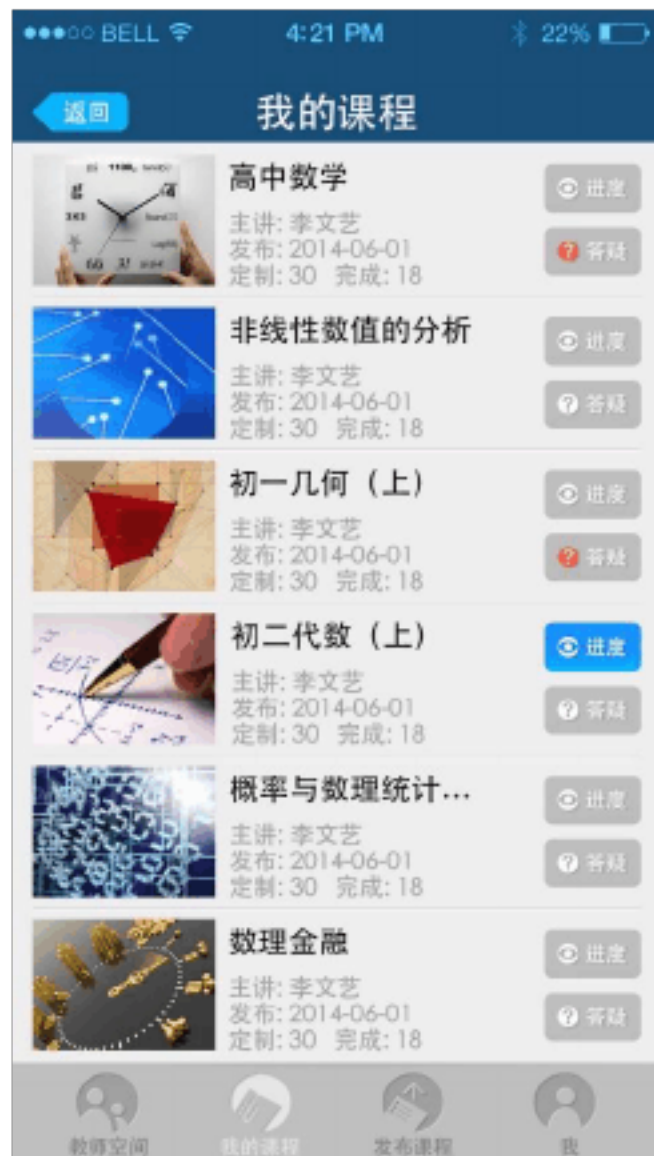 BELL 4:21 PM 22%
返回 我的课程
高中数学
进度
主讲: 李文艺
发布: 2014-06-01
答疑
定制: 30 完成: 18
非线性数值的分析
进度
主讲: 李文艺
发布: 2014-06-01
答疑
定制: 30 完成: 18
初一几何（上）
进度
主讲: 李文艺
发布: 2014-06-01
答疑
定制: 30 完成: 18
初二代数（上）
进度
主讲: 李文艺
发布: 2014-06-01
答疑
定制: 30 完成: 18
概率与数理统计...
进度
主讲: 李文艺
发布: 2014-06-01
答疑
定制: 30 完成: 18
数理金融
进度
主讲: 李文艺
发布: 2014-06-01
答疑
定制: 30 完成: 18
教师空间 我的课程 发布课程 我